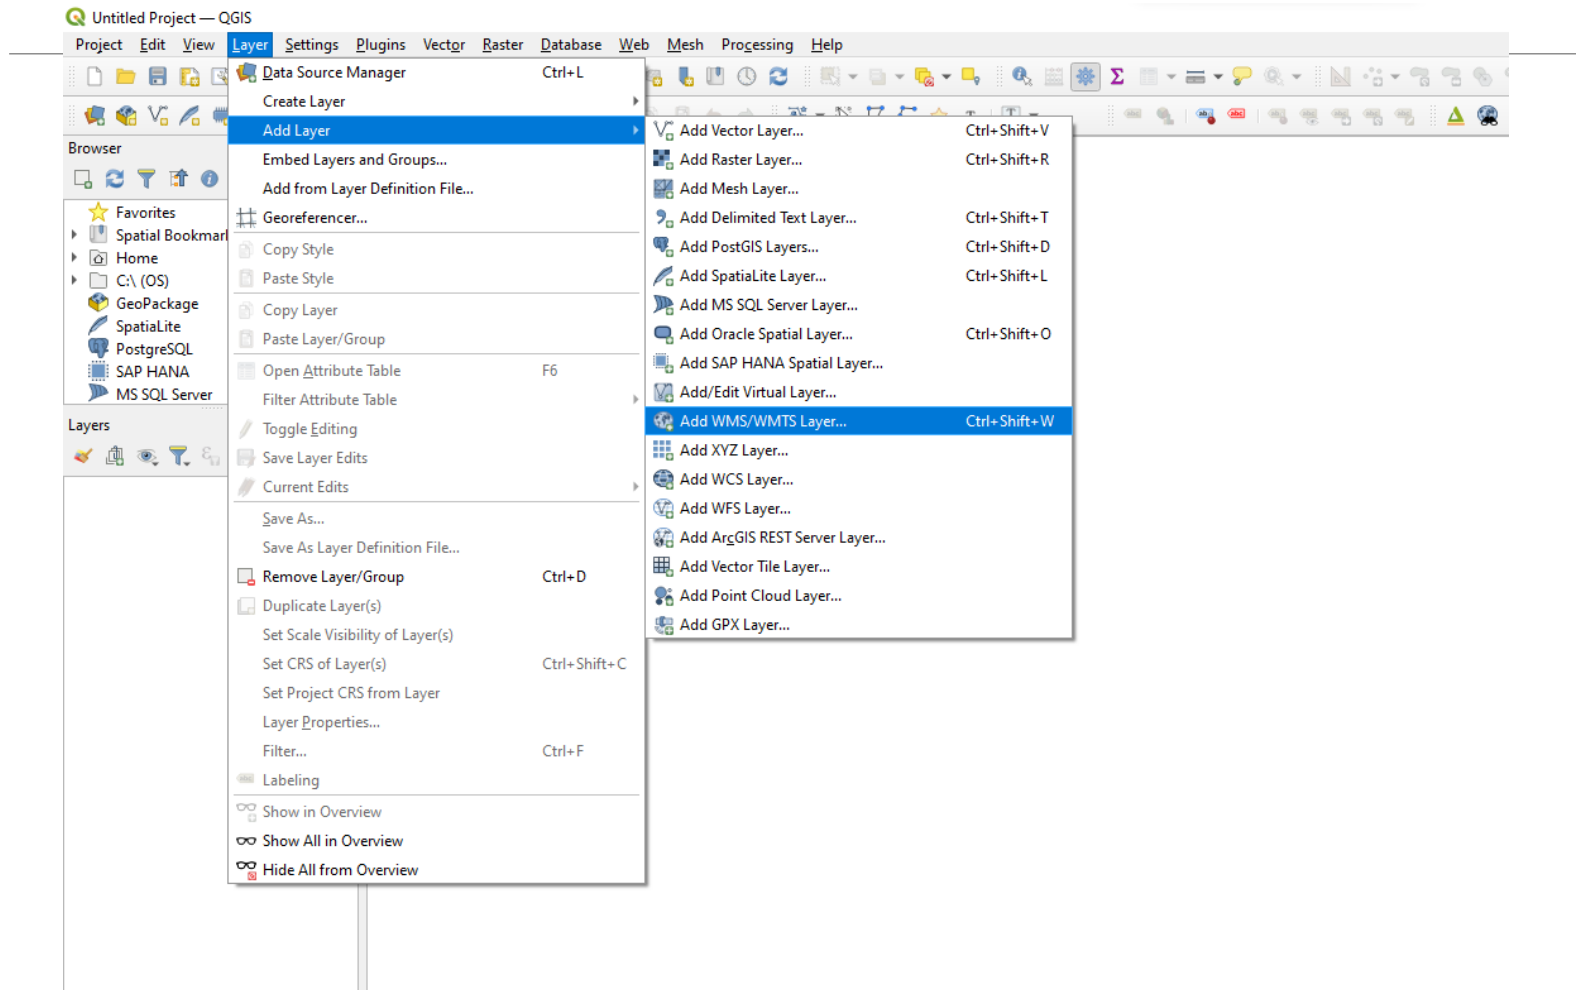 Untitled Project — QGIS
Project Edit View Layer Settings Plugins Vector Raster Database Web Mesh Processing Help
Data Source Manager Ctrl+L
Create Layer
Add Layer
Embed Layers and Groups...
Add from Layer Definition File...
Georeferencer...
Copy Style
Paste Style
Copy Layer
Paste Layer/Group
Open Attribute Table F6
Filter Attribute Table
Toggle Editing
Save Layer Edits
Current Edits
Save As...
Save As Layer Definition File...
Remove Layer/Group Ctrl+D
Duplicate Layer(s)
Set Scale Visibility of Layer(s)
Set CRS of Layer(s) Ctrl+Shift+C
Set Project CRS from Layer
Layer Properties...
Filter... Ctrl+F
Labeling
Show in Overview
Show All in Overview
Hide All from Overview
Add Vector Layer... Ctrl+Shift+V
Add Raster Layer... Ctrl+Shift+R
Add Mesh Layer...
Add Delimited Text Layer... Ctrl+Shift+T
Add PostGIS Layers... Ctrl+Shift+D
Add SpatiaLite Layer... Ctrl+Shift+L
Add MS SQL Server Layer...
Add Oracle Spatial Layer... Ctrl+Shift+O
Add SAP HANA Spatial Layer...
Add/Edit Virtual Layer...
Add WMS/WMTS Layer... Ctrl+Shift+W
Add XYZ Layer...
Add WCS Layer...
Add WFS Layer...
Add ArcGIS REST Server Layer...
Add Vector Tile Layer...
Add Point Cloud Layer...
Add GPX Layer...
Browser
Favorites
Spatial Bookmar
Home
C:\ (OS)
GeoPackage
SpatiaLite
PostgreSQL
SAP HANA
MS SQL Server
Layers